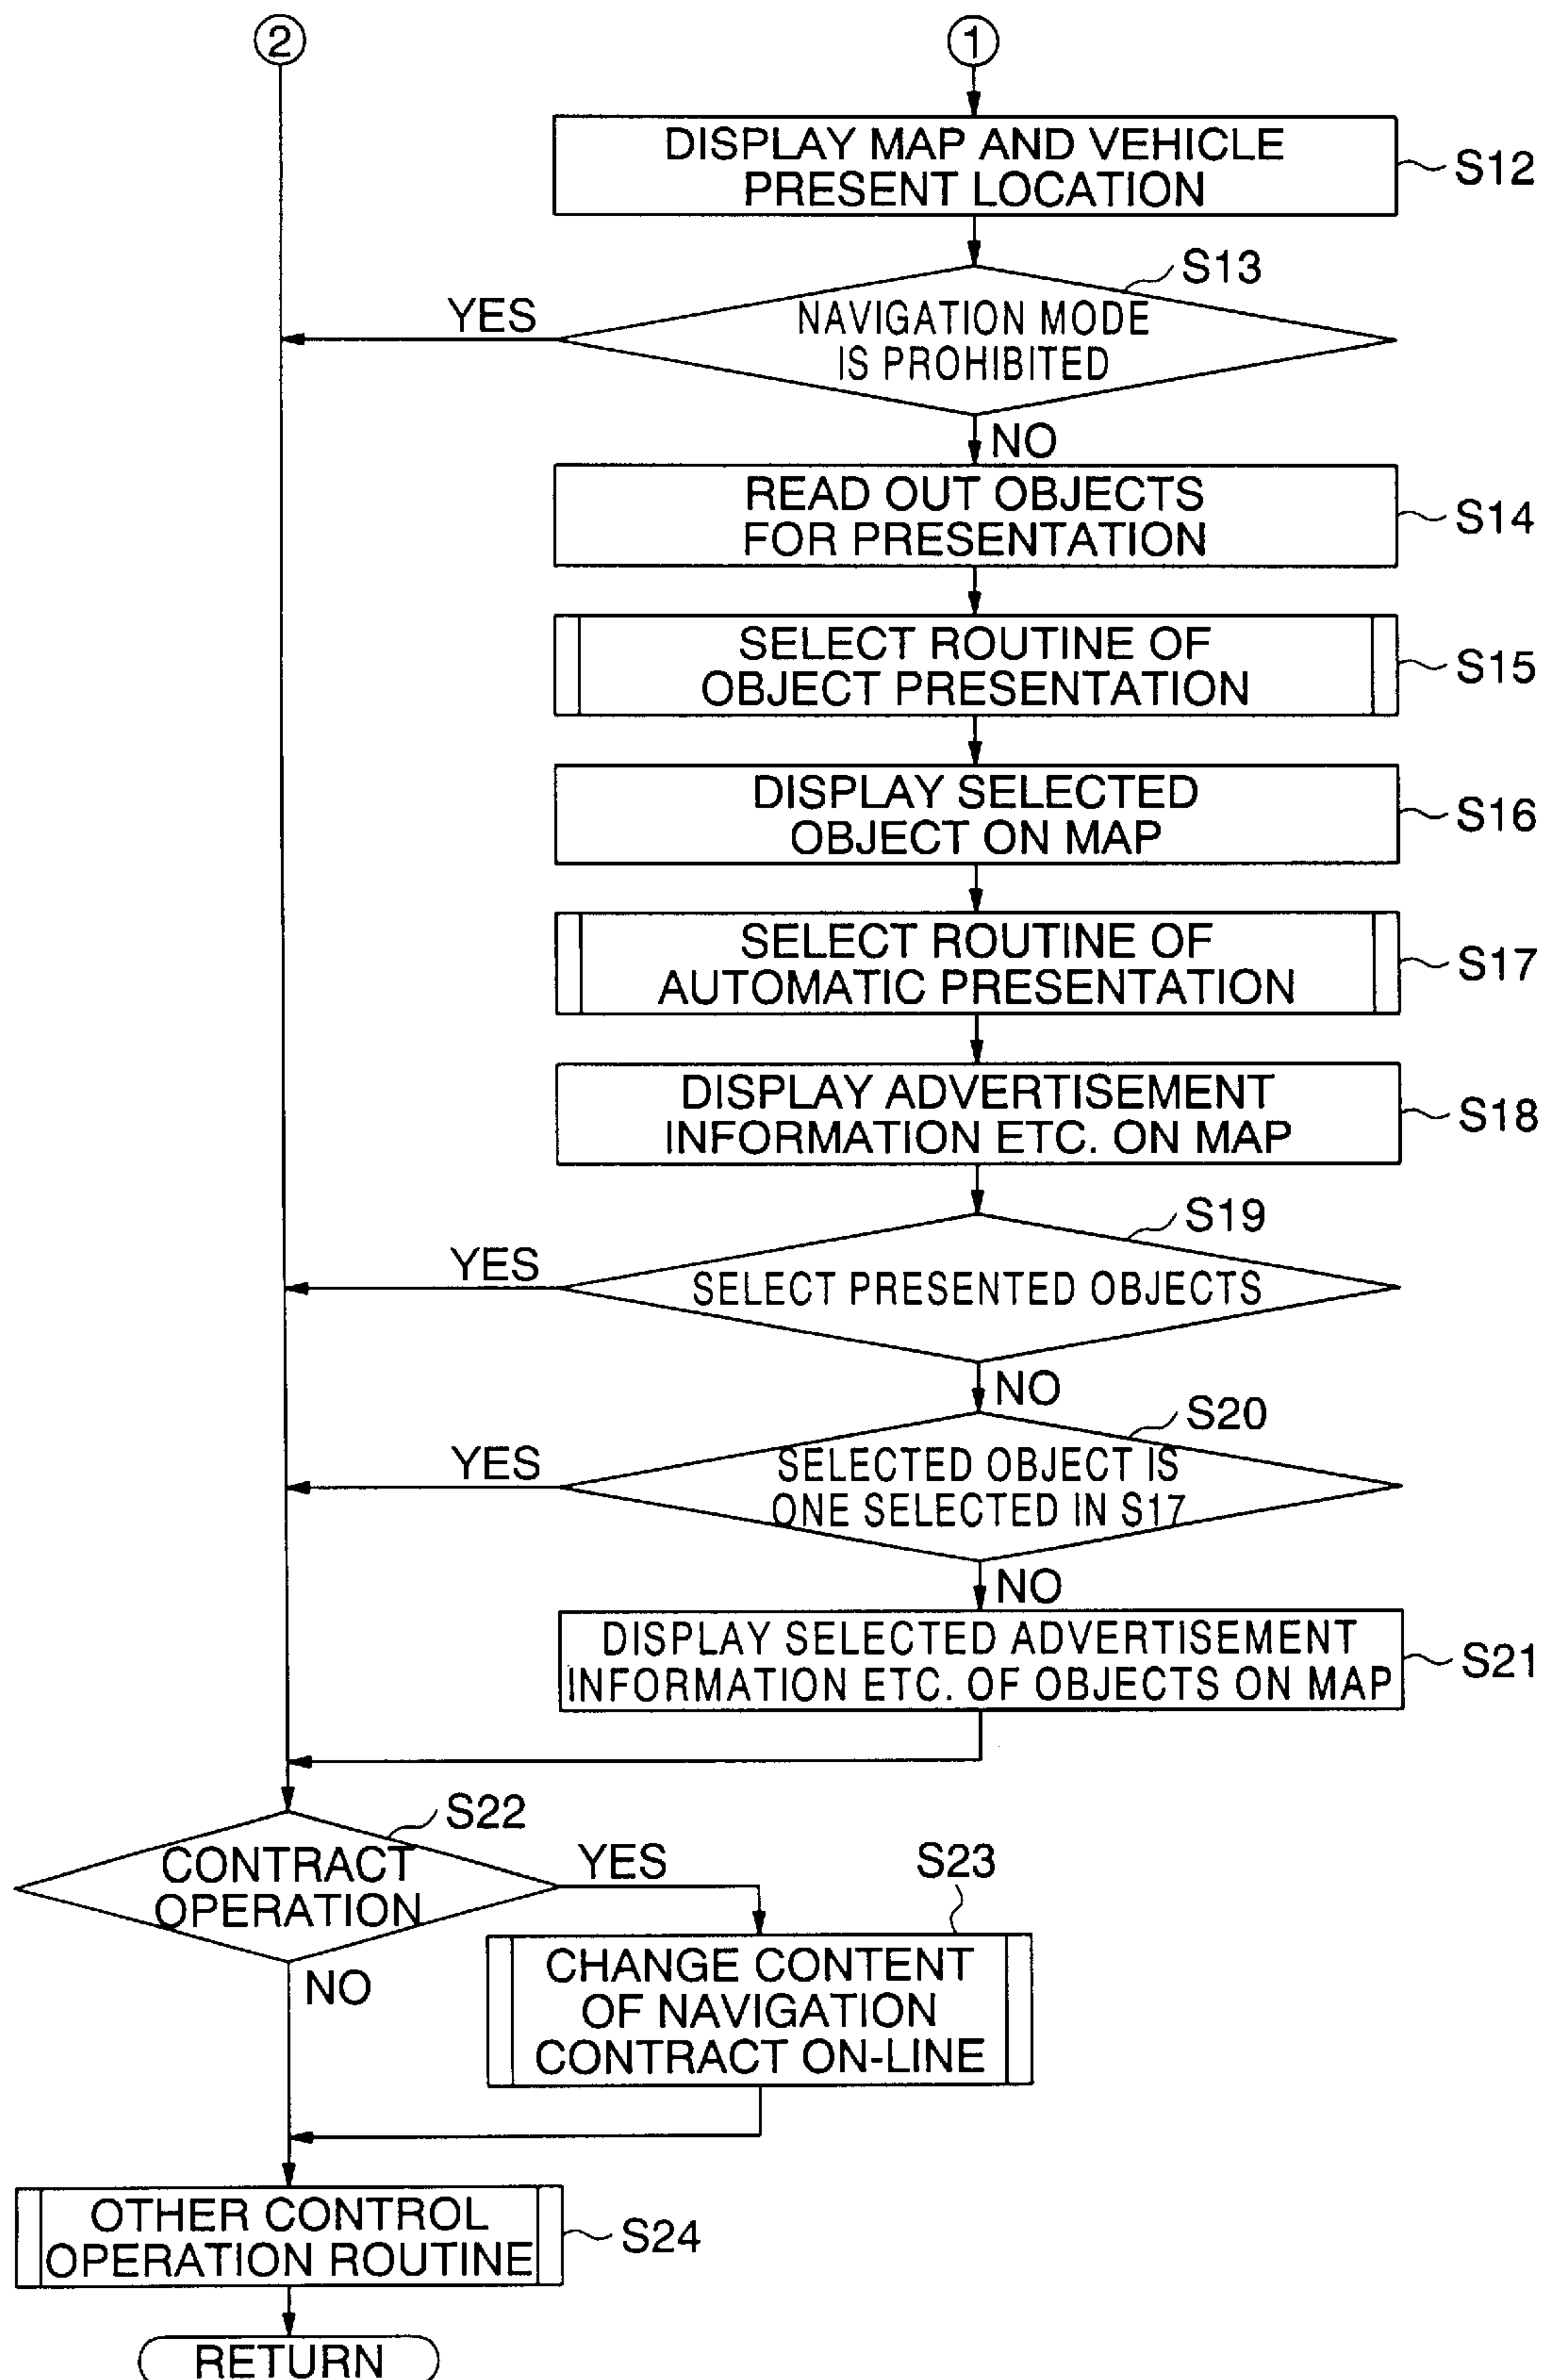 2
1
DISPLAY MAP AND VEHICLE
PRESENT LOCATION
S12
S13
YES
NAVIGATION MODE
IS PROHIBITED
NO
READ OUT OBJECTS
FOR PRESENTATION
S14
SELECT ROUTINE OF
OBJECT PRESENTATION
S15
DISPLAY SELECTED
OBJECT ON MAP
S16
SELECT ROUTINE OF
AUTOMATIC PRESENTATION
S17
DISPLAY ADVERTISEMENT
INFORMATION ETC. ON MAP
S18
S19
YES
SELECT PRESENTED OBJECTS
NO
S20
YES
SELECTED OBJECT IS
ONE SELECTED IN S17
NO
DISPLAY SELECTED ADVERTISEMENT
INFORMATION ETC. OF OBJECTS ON MAP
S21
S22
CONTRACT
OPERATION
YES
S23
NO
CHANGE CONTENT
OF NAVIGATION
CONTRACT ON-LINE
OTHER CONTROL
OPERATION ROUTINE
S24
RETURN